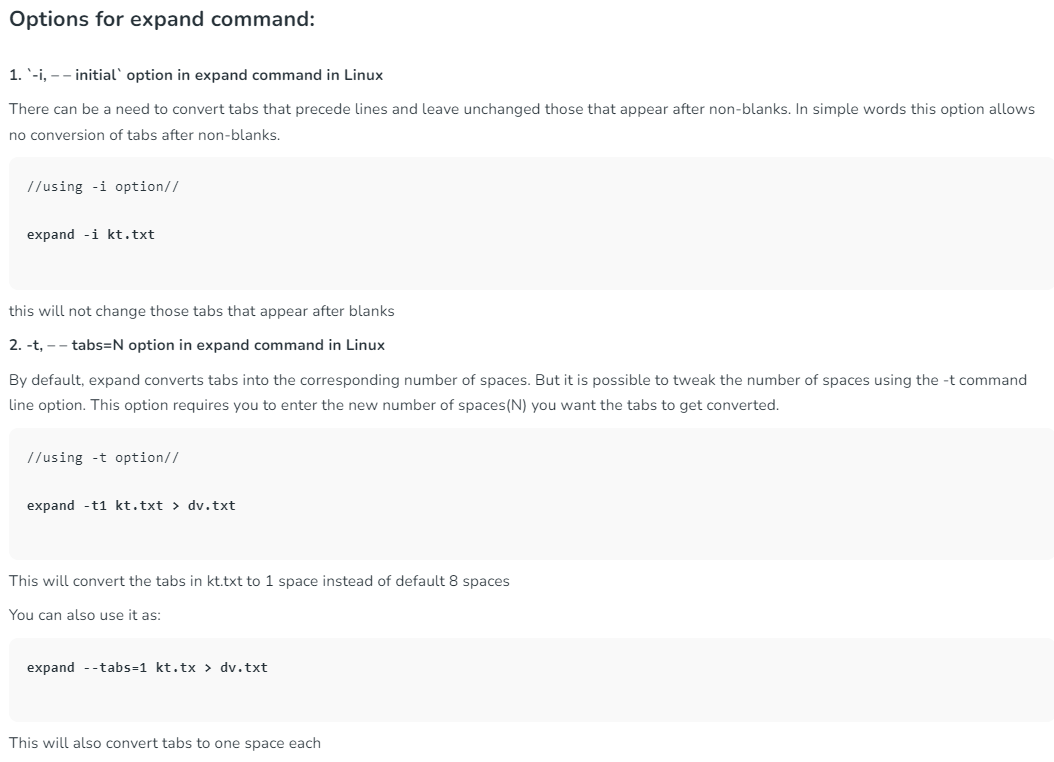 Options for expand command:
1. `-i, – – initial` option in expand command in Linux
There can be a need to convert tabs that precede lines and leave unchanged those that appear after non-blanks. In simple words this option allows
no conversion of tabs after non-blanks.
//using -i option//
expand -i kt.txt
this will not change those tabs that appear after blanks
2. -t, – – tabs=N option in expand command in Linux
By default, expand converts tabs into the corresponding number of spaces. But it is possible to tweak the number of spaces using the -t command
line option. This option requires you to enter the new number of spaces(N) you want the tabs to get converted.
//using -t option//
expand -t1 kt.txt > dv.txt
This will convert the tabs in kt.txt to 1 space instead of default 8 spaces
You can also use it as:
expand --tabs=1 kt.tx > dv.txt
This will also convert tabs to one space each